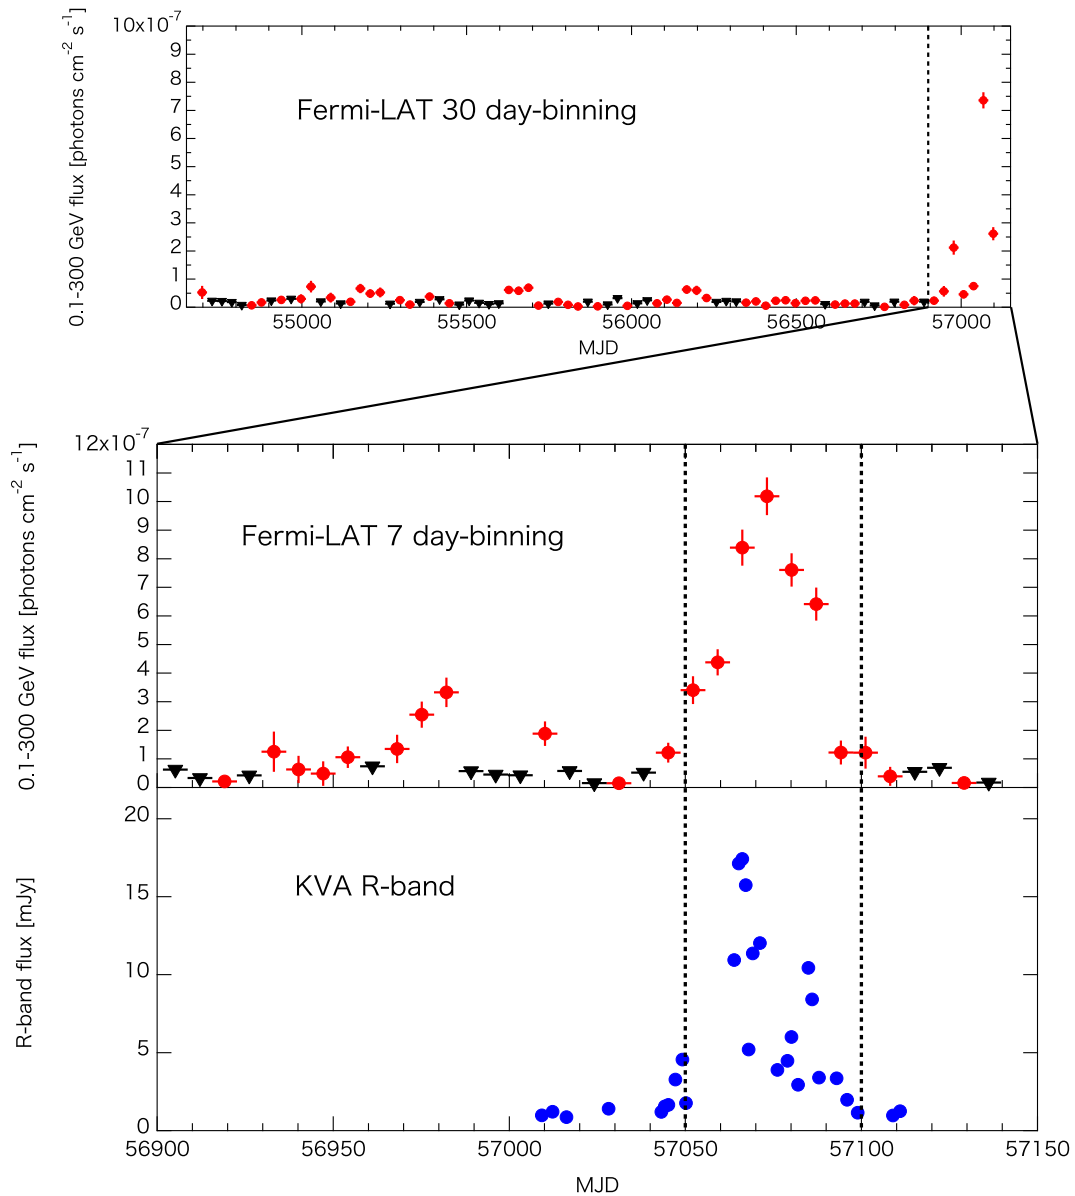 10x10-7
9
8
7
6
5
4
3
2
1
0
0.1-300 GeV flux [photons cm-2 s-1]
Fermi-LAT 30 day-binning
55000 55500 56000 56500 57000
MJD
12x10-7
11
10
9
8
7
6
5
4
3
2
1
0
0.1-300 GeV flux [photons cm-2 s-1]
Fermi-LAT 7 day-binning
20
15
10
5
0
R-band flux [mJy]
KVA R-band
56900 56950 57000 57050 57100 57150
MJD